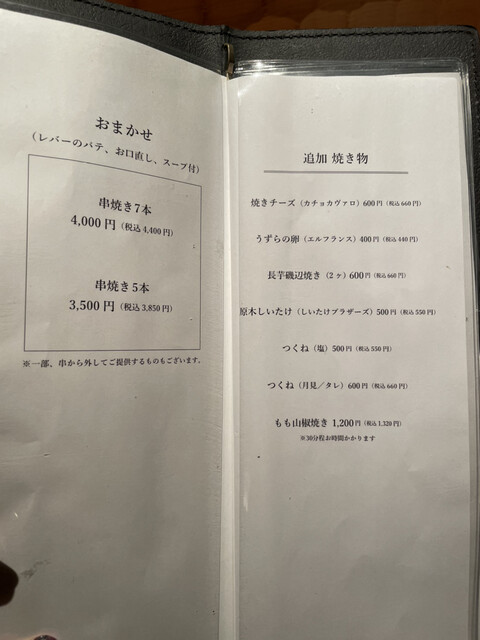 おまかせ
（レバーのパテ、お口直し、スープ付）
串焼き7本
4,000円（税込4,400円）
串焼き5本
3,500円（税込3,850円）
※一部、串から外してご提供するものもございます。
追加 焼き物
焼きチーズ（カチョカヴァロ）600円（税込660円）
うずらの卵（エルフランス）400円（税込440円）
長芋磯辺焼き（2ヶ）600円（税込660円）
原木しいたけ（しいたけブラザーズ）500円（税込550円）
つくね（塩）500円（税込550円）
つくね（月見／タレ）600円（税込660円）
もも山椒焼き 1,200円（税込1,320円）
※30分程お時間かかります